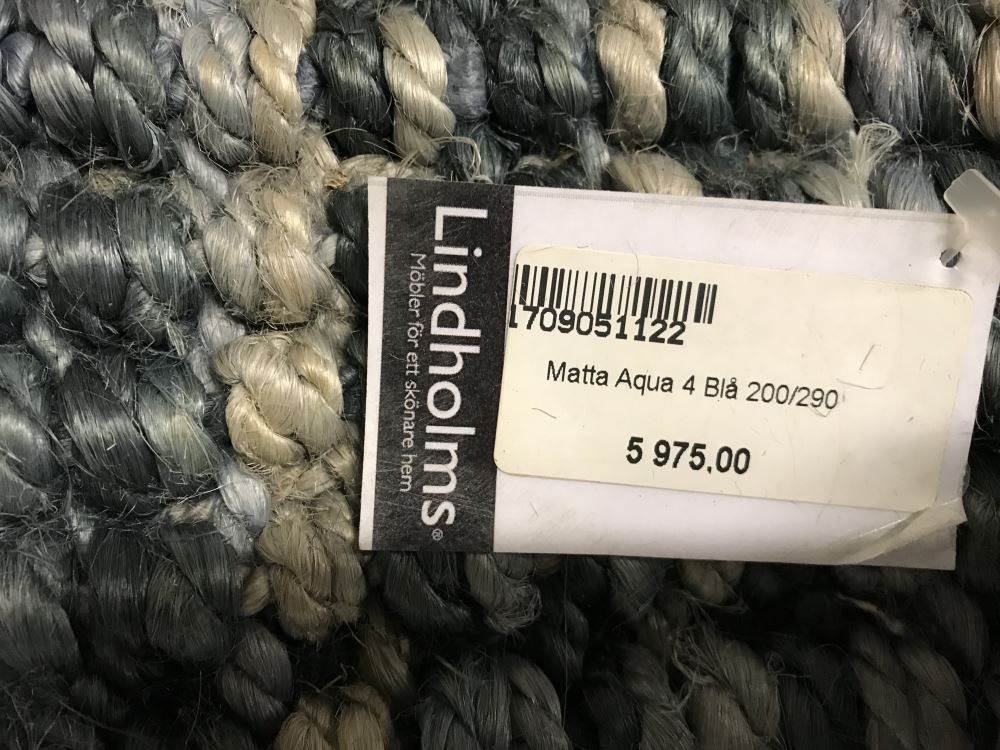 Lindholms®
Möbler för ett skönare hem
1709051122
Matta Aqua 4 Blå 200/290
5 975,00